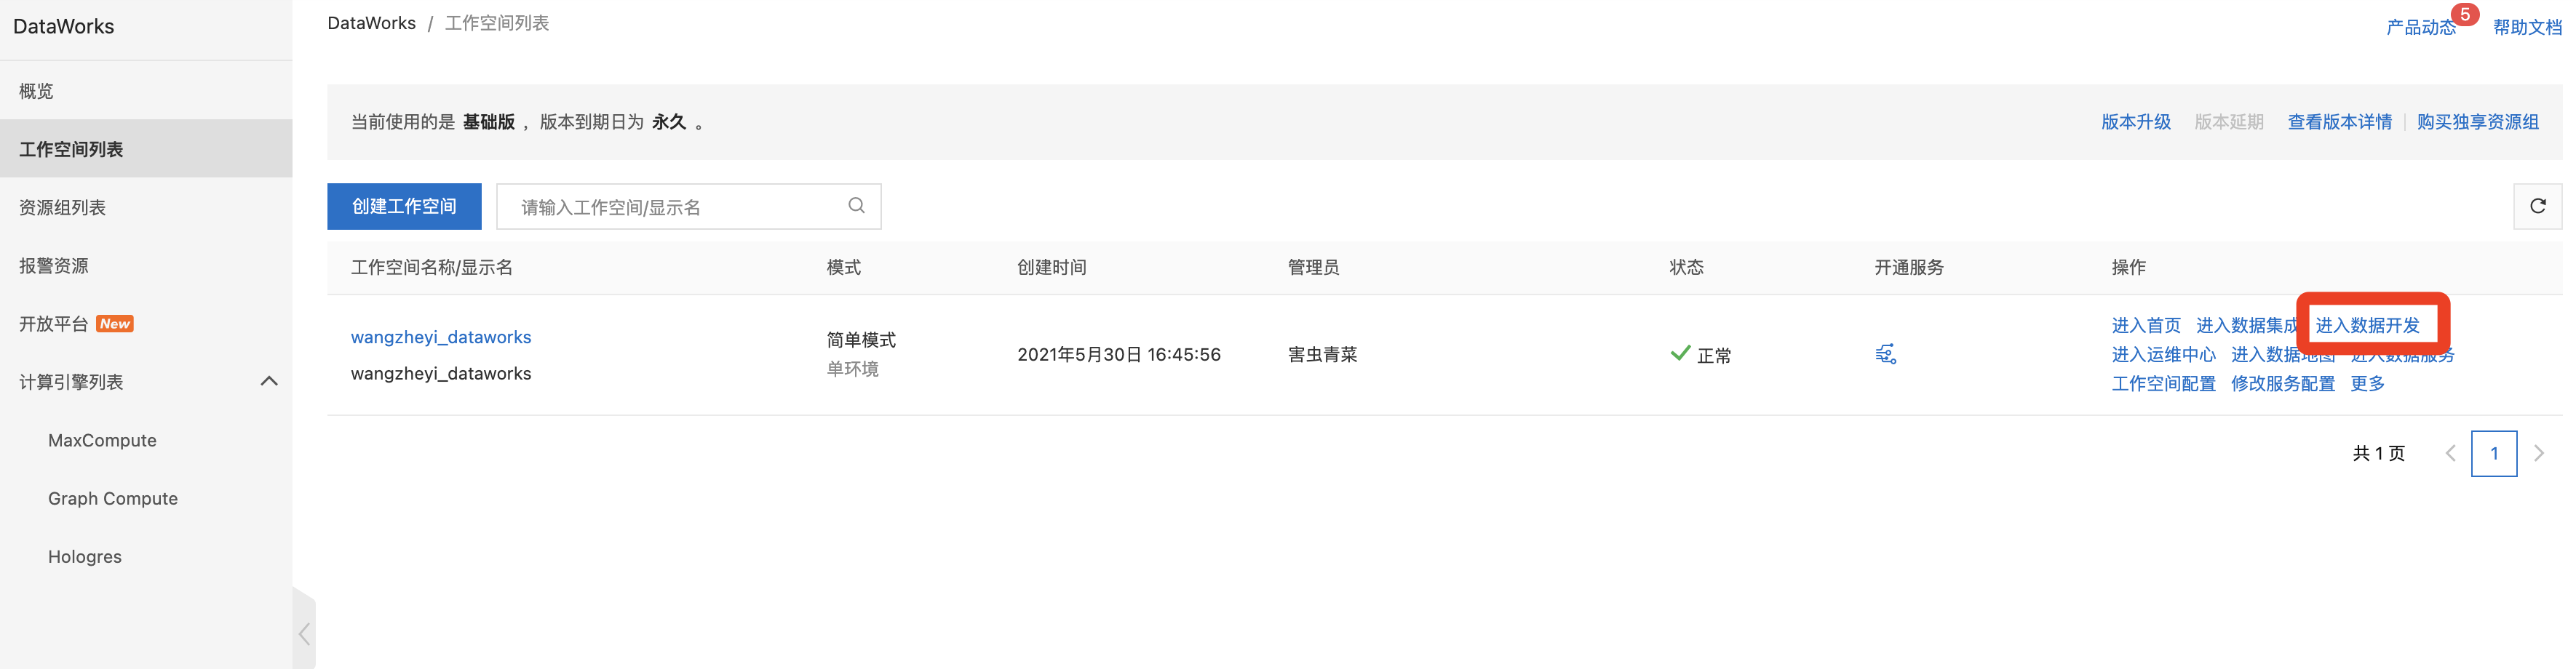 DataWorks
概览
工作空间列表
资源组列表
报警资源
开放平台 New
计算引擎列表
MaxCompute
Graph Compute
Hologres
DataWorks / 工作空间列表
产品动态 5 帮助文档
当前使用的是 基础版 ，版本到期日为 永久 。
版本升级 版本延期 查看版本详情 购买独享资源组
创建工作空间 请输入工作空间/显示名
工作空间名称/显示名 模式 创建时间 管理员 状态 开通服务 操作
wangzheyi_dataworks
wangzheyi_dataworks
简单模式
单环境
2021年5月30日 16:45:56
害虫青菜
正常
进入首页 进入数据集成 进入数据开发
进入运维中心 进入数据地图 进入数据服务
工作空间配置 修改服务配置 更多
共 1 页 1